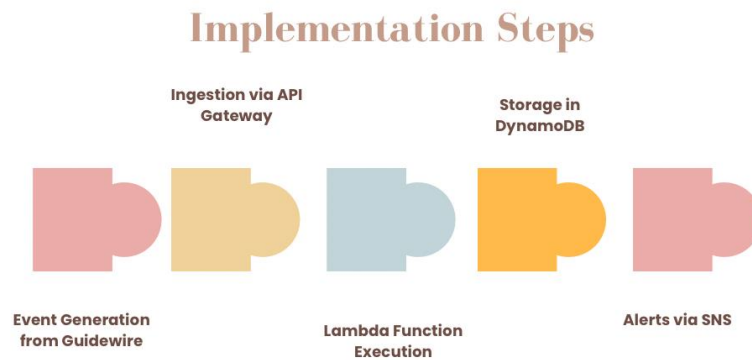 Implementation Steps
Ingestion via API
Gateway
Storage in
DynamoDB
Event Generation
from Guidewire
Lambda Function
Execution
Alerts via SNS